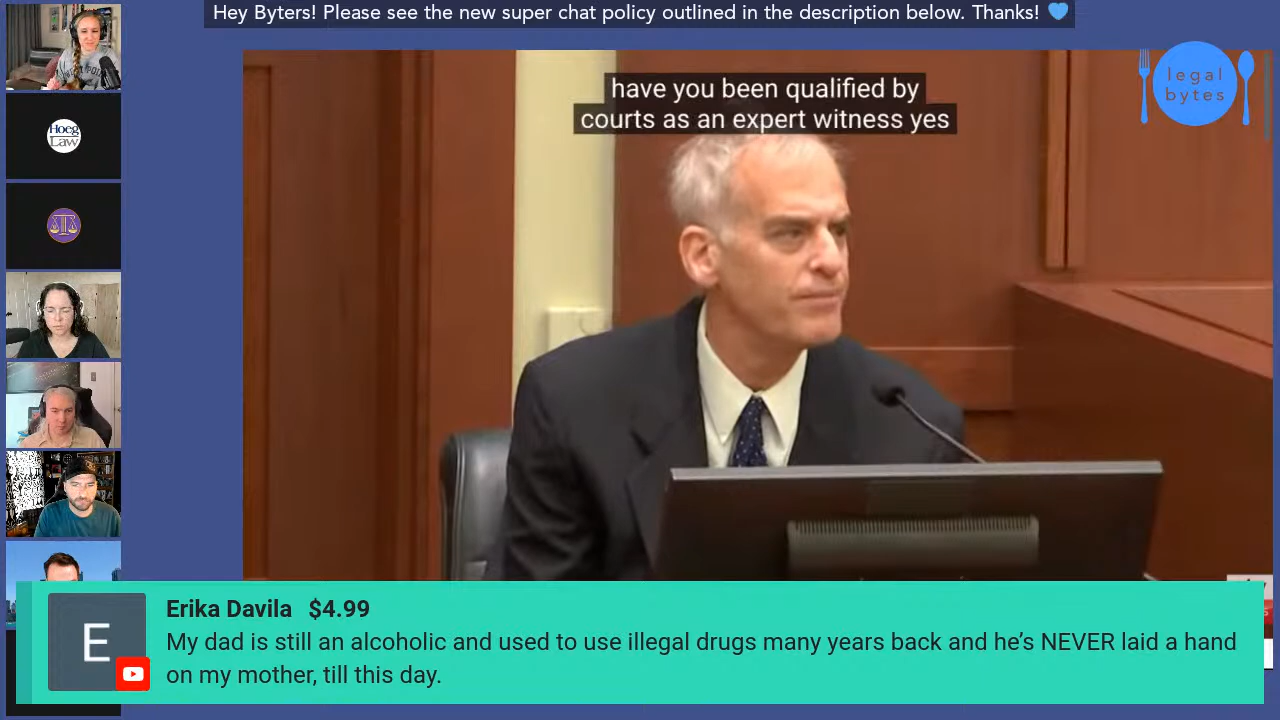 Hey Byters! Please see the new super chat policy outlined in the description below. Thanks! 💙
legal
bytes
have you been qualified by
courts as an expert witness yes
Hoeg
Law
E
Erika Davila $4.99
My dad is still an alcoholic and used to use illegal drugs many years back and he's NEVER laid a hand
on my mother, till this day.